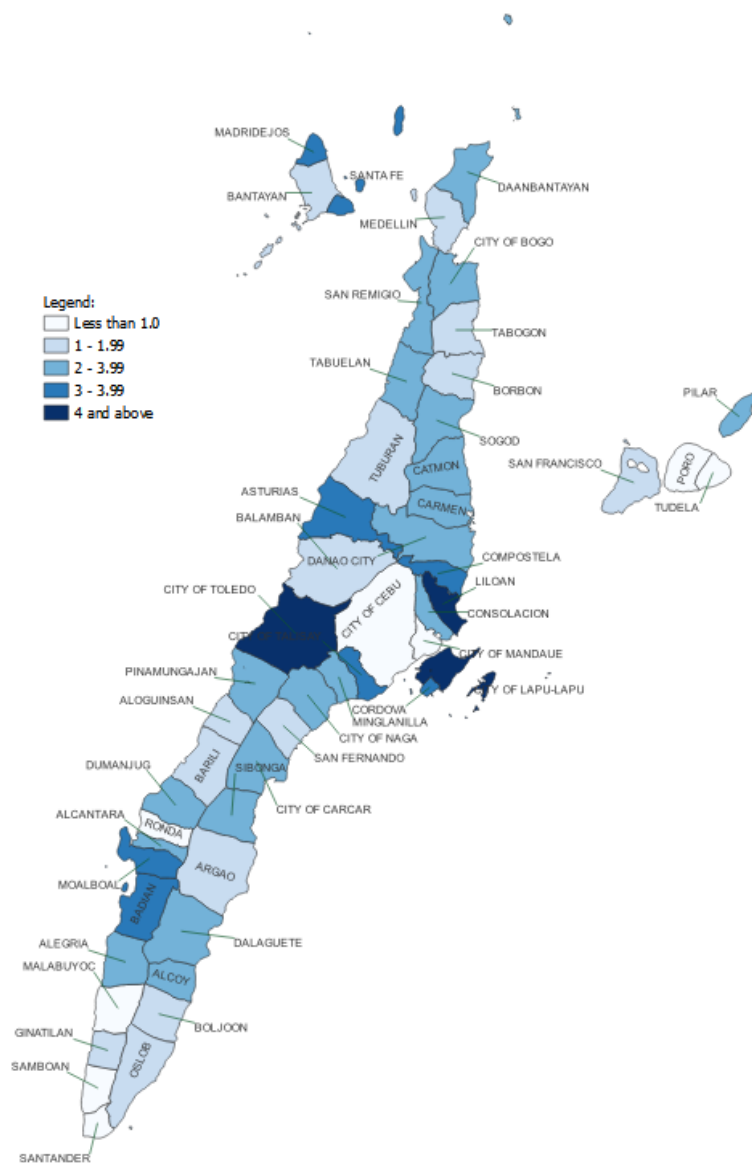 MADRIDEJOS
SANTA FE
BANTAYAN
DAANBANTAYAN
MEDELLIN
CITY OF BOGO
Legend:
Less than 1.0
1 - 1.99
2 - 3.99
3 - 3.99
4 and above
SAN REMIGIO
TABOGON
TABUELAN
BORBON
PILAR
SOGOD
TUBURAN
CATMON
SAN FRANCISCO
PORO
ASTURIAS
CARMEN
TUDELA
BALAMBAN
DANAO CITY
COMPOSTELA
CITY OF TOLEDO
LILOAN
CITY OF CEBU
CONSOLACION
CITY OF
CITY OF MANDAUE
PINAMUNGAJAN
CITY OF LAPU-LAPU
ALOGUINSAN
CORDOVA
MINGLANILLA
CITY OF NAGA
SAN FERNANDO
BARILI
DUMANJUG
SIBONGA
CITY OF CARCAR
ALCANTARA
RONDA
ARGAO
MOALBOAL
BADIAN
ALEGRIA
DALAGUETE
MALABUYOC
ALCOY
BOLJOON
GINATILAN
OSLOB
SAMBOAN
SANTANDER